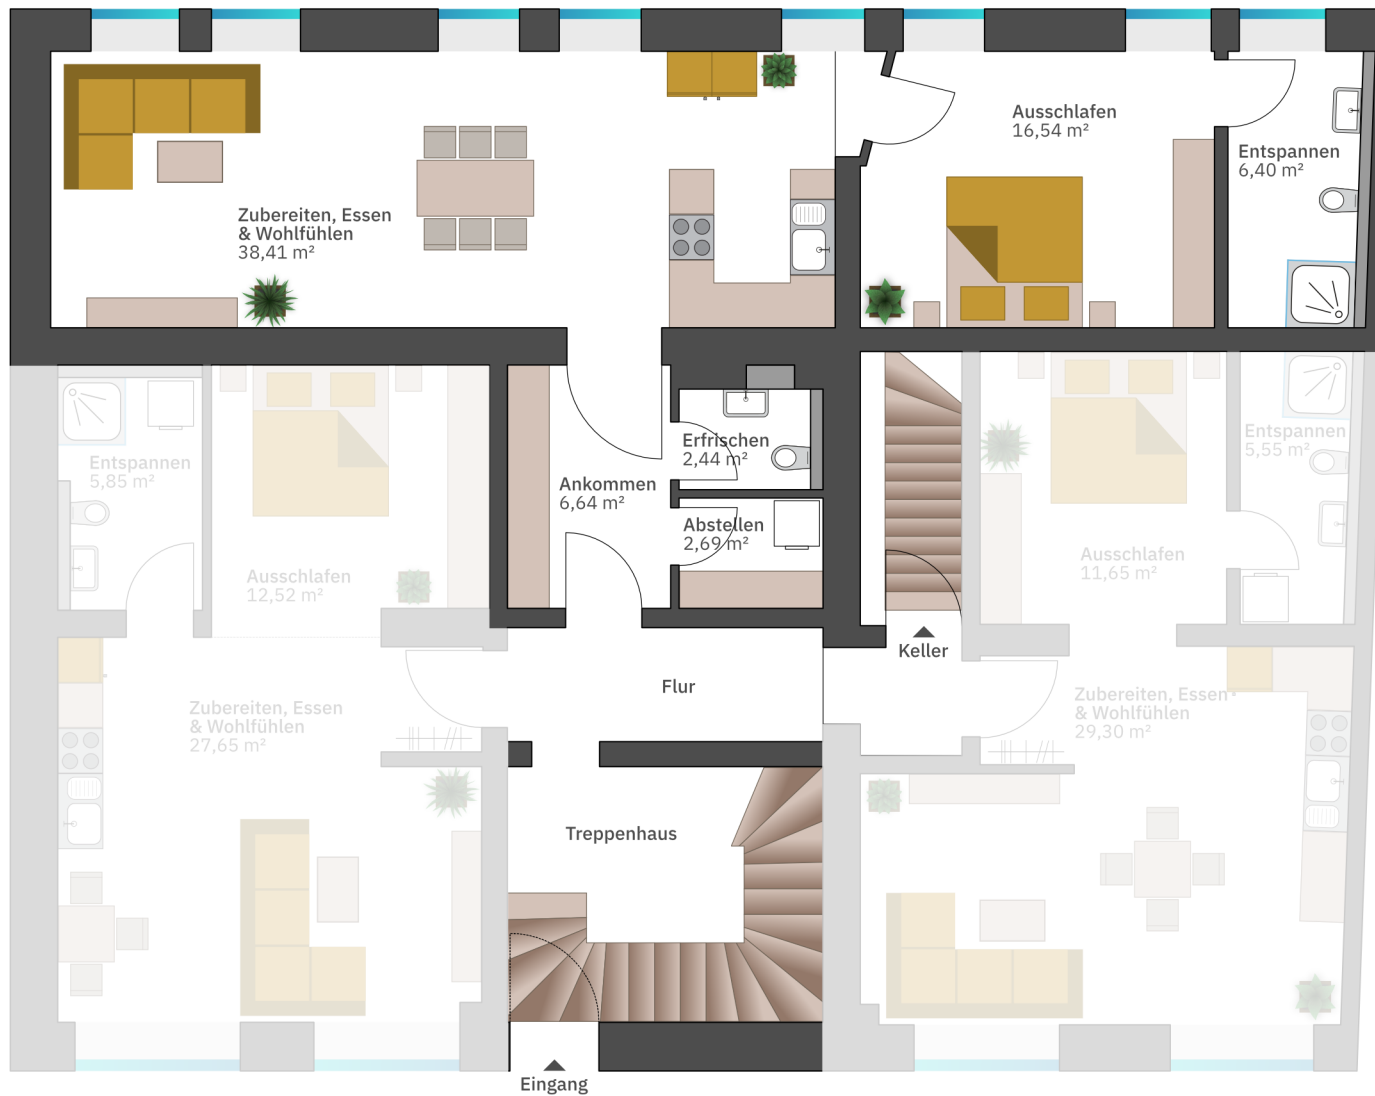 Ausschlafen
16,54 m²
Entspannen
6,40 m²
Zubereiten, Essen
& Wohlfühlen
38,41 m²
Erfrischen
2,44 m²
Ankommen
6,64 m²
Abstellen
2,69 m²
Entspannen
5,85 m²
Ausschlafen
12,52 m²
Entspannen
5,55 m²
Ausschlafen
11,65 m²
Keller
Flur
Zubereiten, Essen
& Wohlfühlen
27,65 m²
Zubereiten, Essen
& Wohlfühlen
29,30 m²
Treppenhaus
Eingang